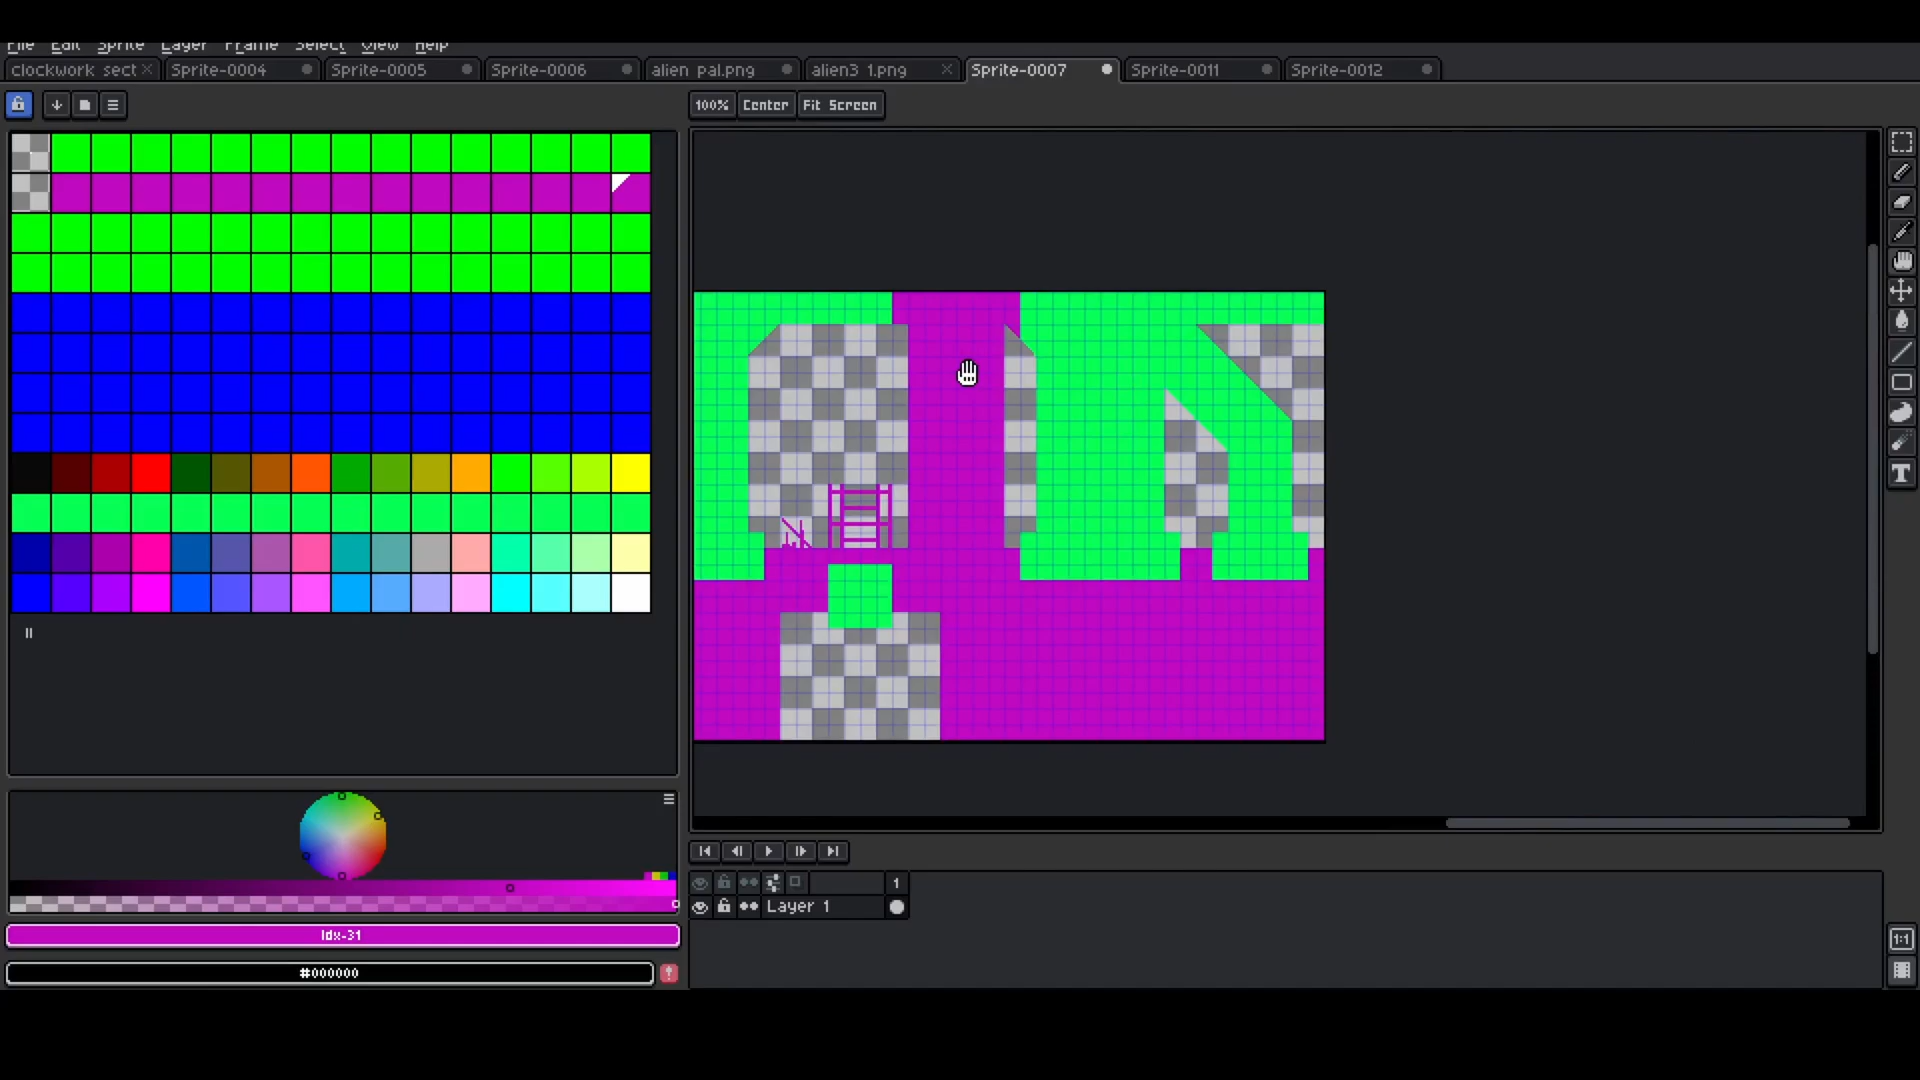 File Edit Sprite Layer Frame Select View Help
clockwork sect Sprite-0004 Sprite-0005 Sprite-0006 alien pal.png alien3 1.png Sprite-0007 Sprite-0011 Sprite-0012
100% Center Fit Screen
1
Layer 1
Idx-31
#000000
1:1